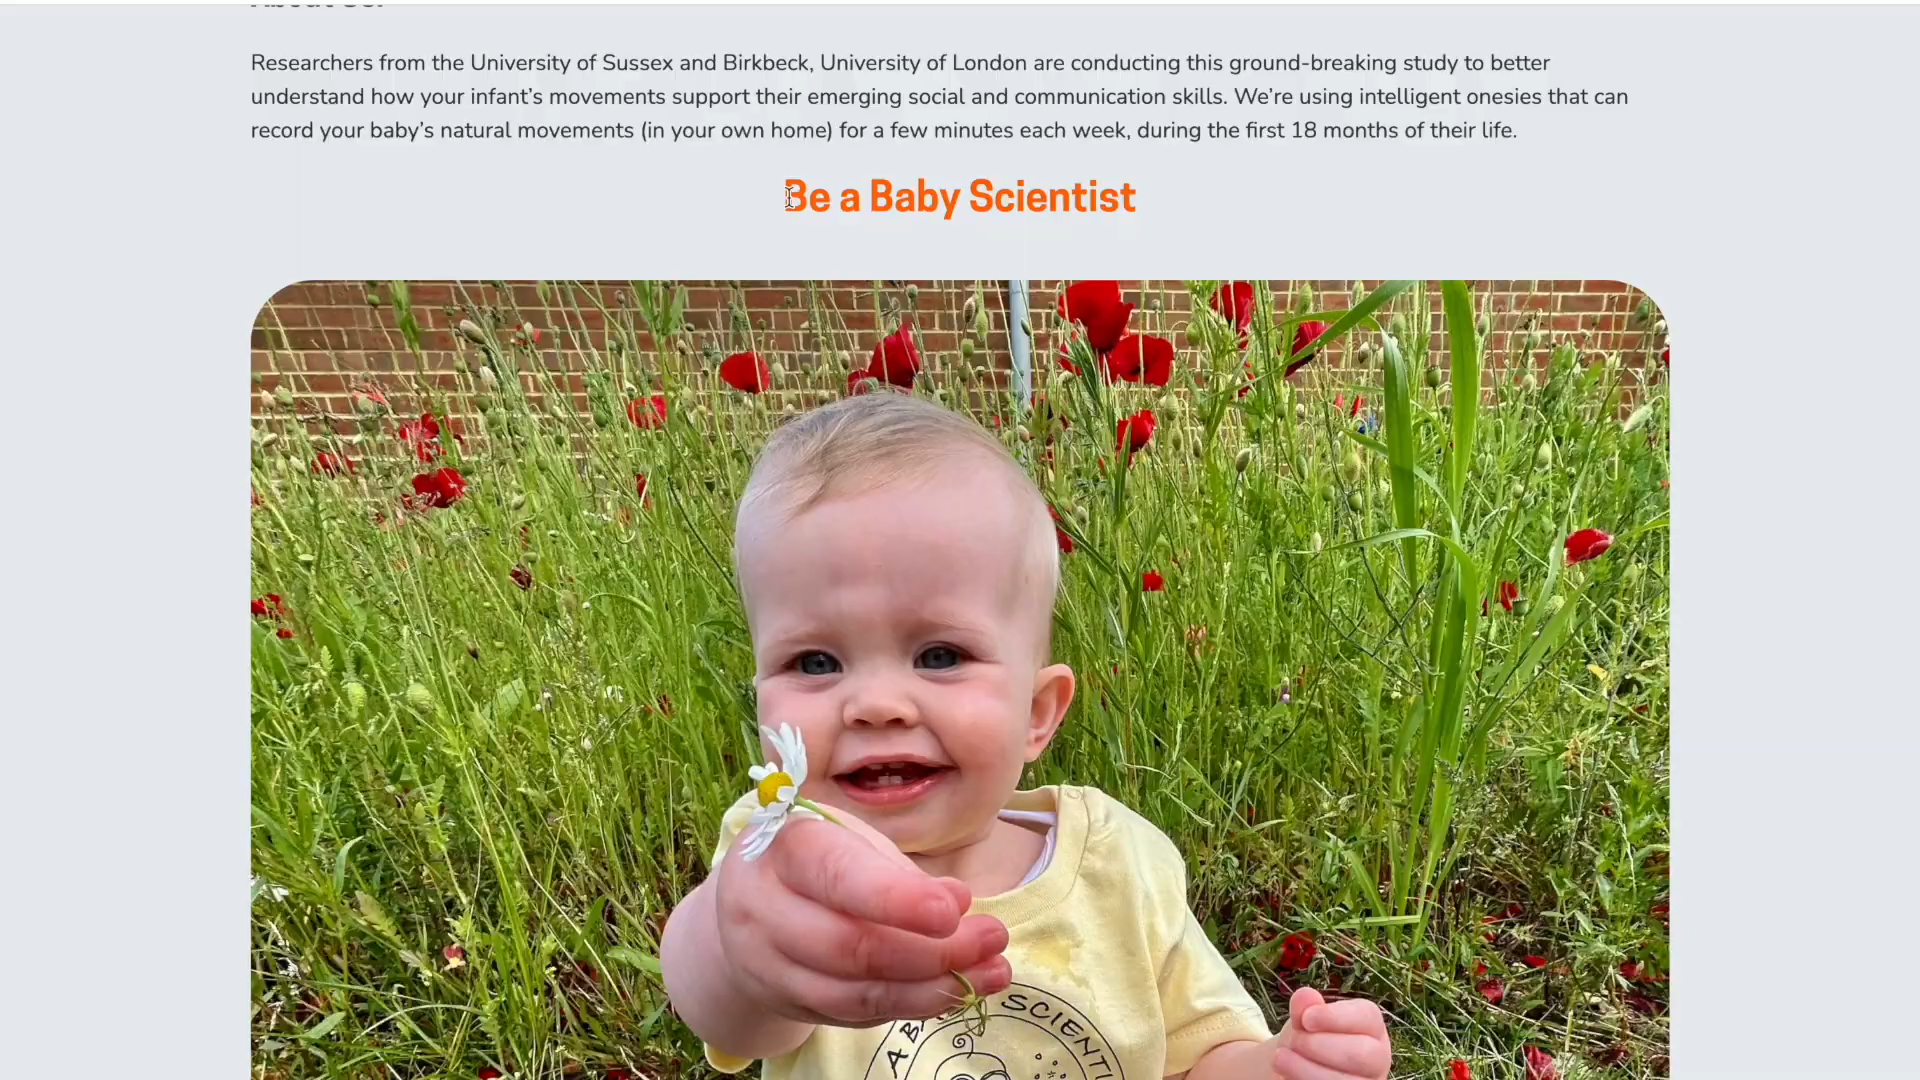 Researchers from the University of Sussex and Birkbeck, University of London are conducting this ground-breaking study to better
understand how your infant’s movements support their emerging social and communication skills. We’re using intelligent onesies that can
record your baby’s natural movements (in your own home) for a few minutes each week, during the first 18 months of their life.
Be a Baby Scientist